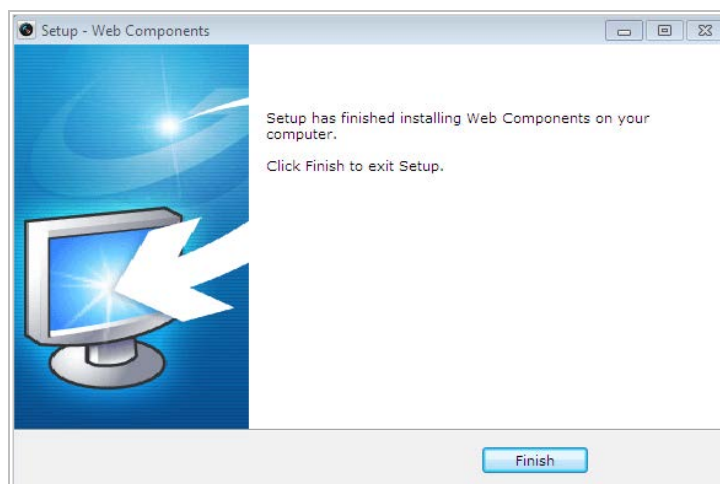 Setup - Web Components
Setup has finished installing Web Components on your
computer.
Click Finish to exit Setup.
Finish